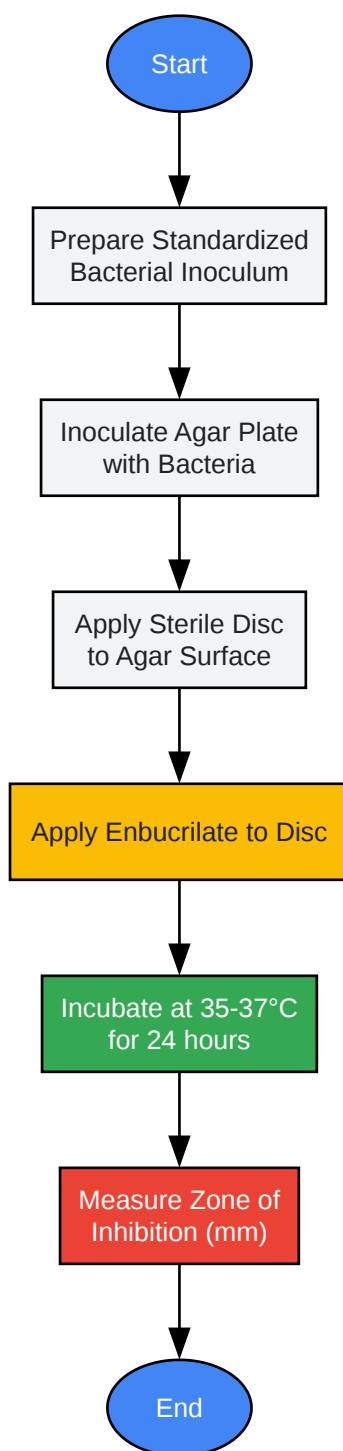 Start
Prepare Standardized
Bacterial Inoculum
Inoculate Agar Plate
with Bacteria
Apply Sterile Disc
to Agar Surface
Apply Enbucrilate to Disc
Incubate at 35-37°C
for 24 hours
Measure Zone of
Inhibition (mm)
End